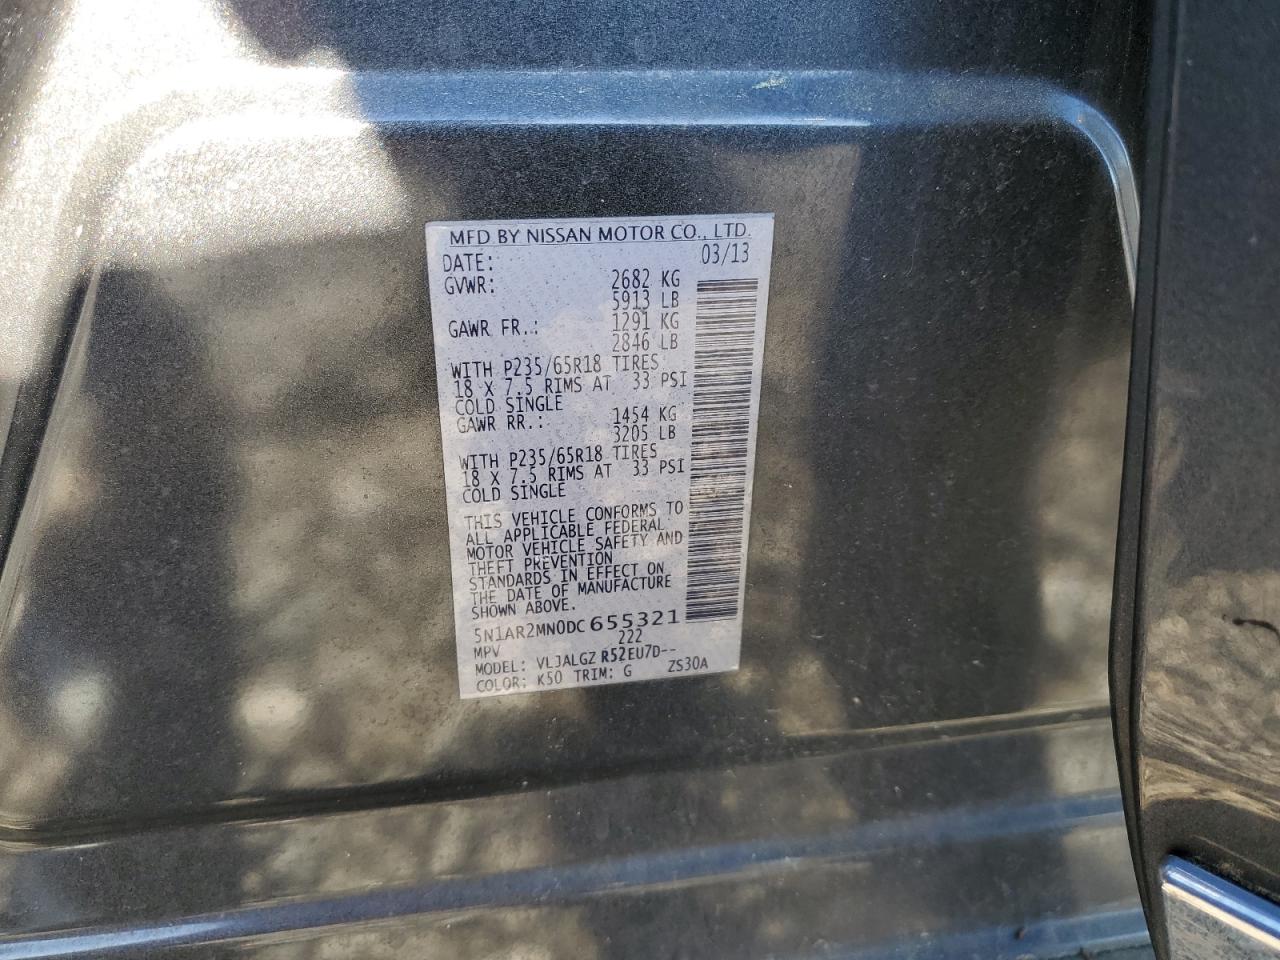 MFD BY NISSAN MOTOR CO., LTD.
DATE: 03/13
GVWR: 2682 KG
5913 LB
GAWR FR.: 1291 KG
2846 LB
WITH P235/65R18 TIRES
18 X 7.5 RIMS AT 33 PSI
COLD SINGLE
GAWR RR.: 1454 KG
3205 LB
WITH P235/65R18 TIRES
18 X 7.5 RIMS AT 33 PSI
COLD SINGLE
THIS VEHICLE CONFORMS TO
ALL APPLICABLE FEDERAL
MOTOR VEHICLE SAFETY AND
THEFT PREVENTION
STANDARDS IN EFFECT ON
THE DATE OF MANUFACTURE
SHOWN ABOVE.
5N1AR2MN0DC655321
MPV 222
MODEL: VLJALGZ R52EU7D--
COLOR: K50 TRIM: G ZS30A